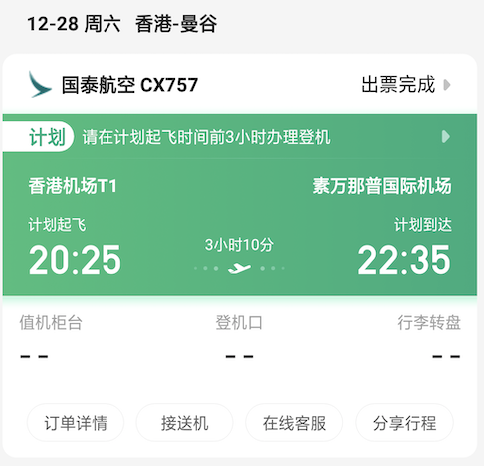 12-28 周六 香港-曼谷
国泰航空 CX757 出票完成
计划 请在计划起飞时间前3小时办理登机
香港机场T1 素万那普国际机场
计划起飞 计划到达
20:25 3小时10分 22:35
值机柜台 登机口 行李转盘
-- -- --
订单详情 接送机 在线客服 分享行程